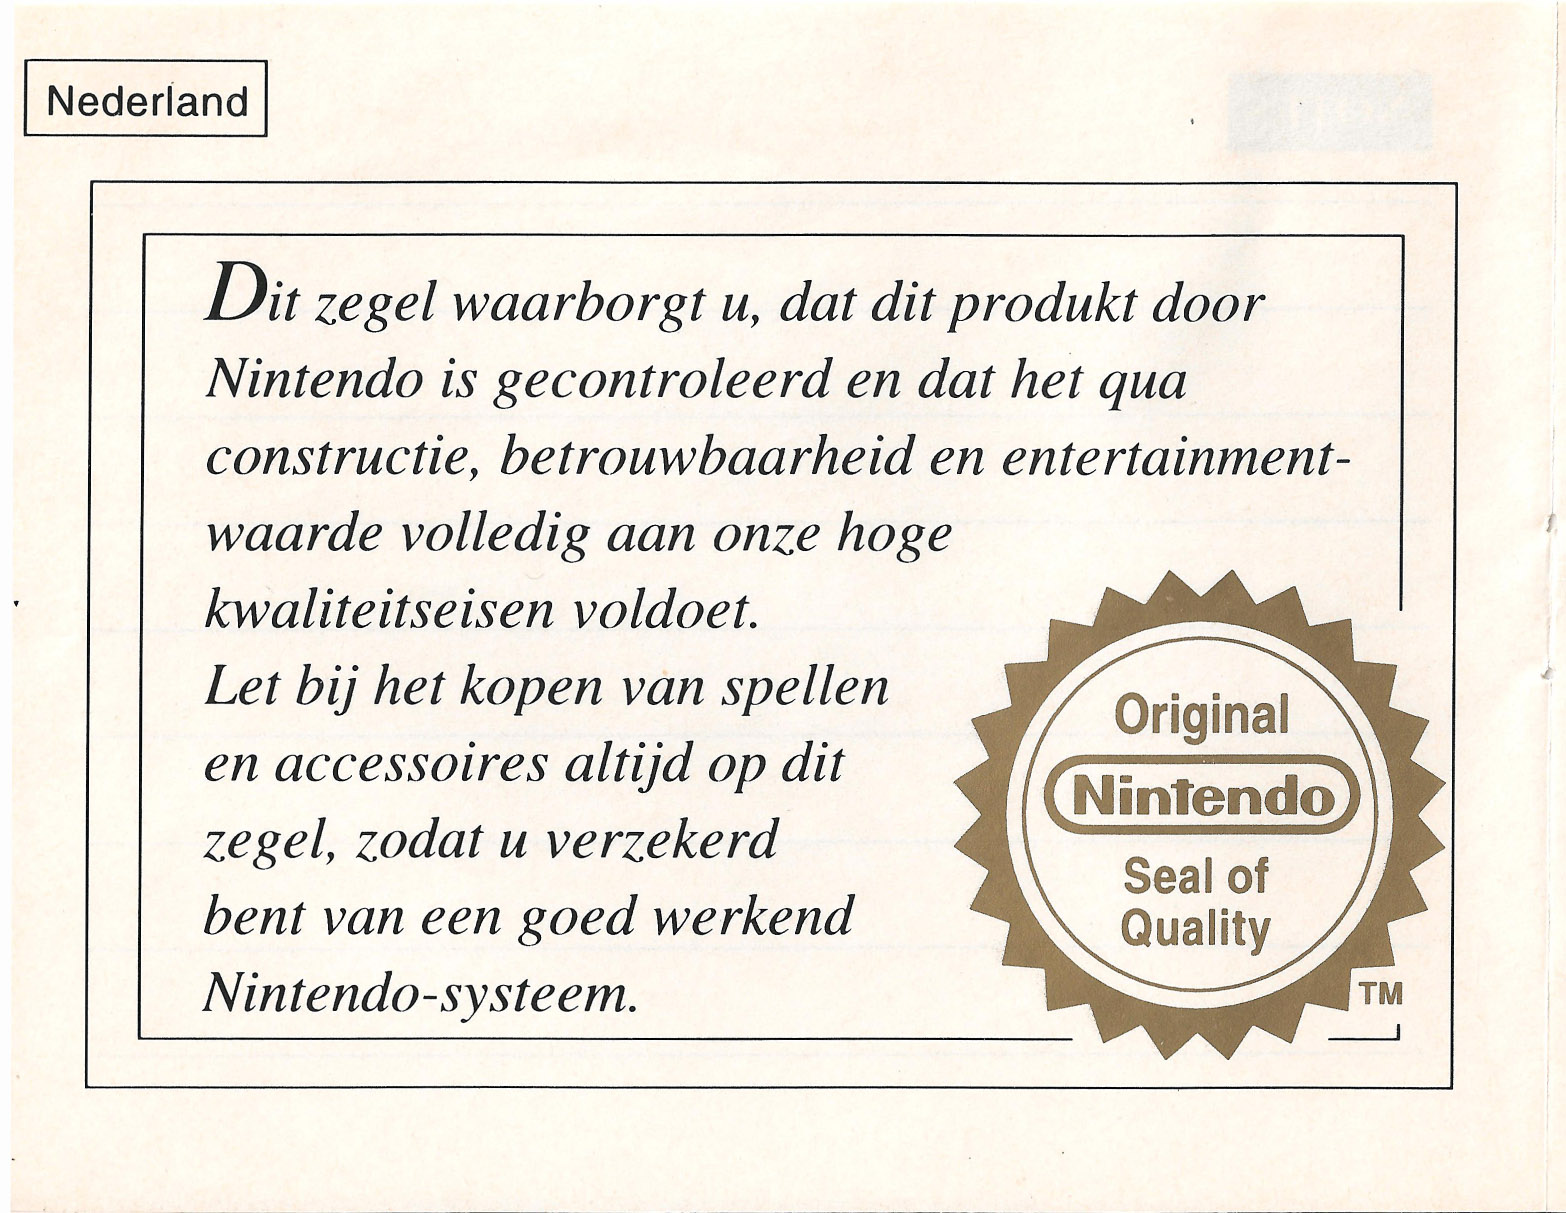 Nederland
Dit zegel waarborgt u, dat dit produkt door
Nintendo is gecontroleerd en dat het qua
constructie, betrouwbaarheid en entertainment-
waarde volledig aan onze hoge
kwaliteitseisen voldoet.
Let bij het kopen van spellen
en accessoires altijd op dit
zegel, zodat u verzekerd
bent van een goed werkend
Nintendo-systeem.
Original
Nintendo
Seal of
Quality
TM